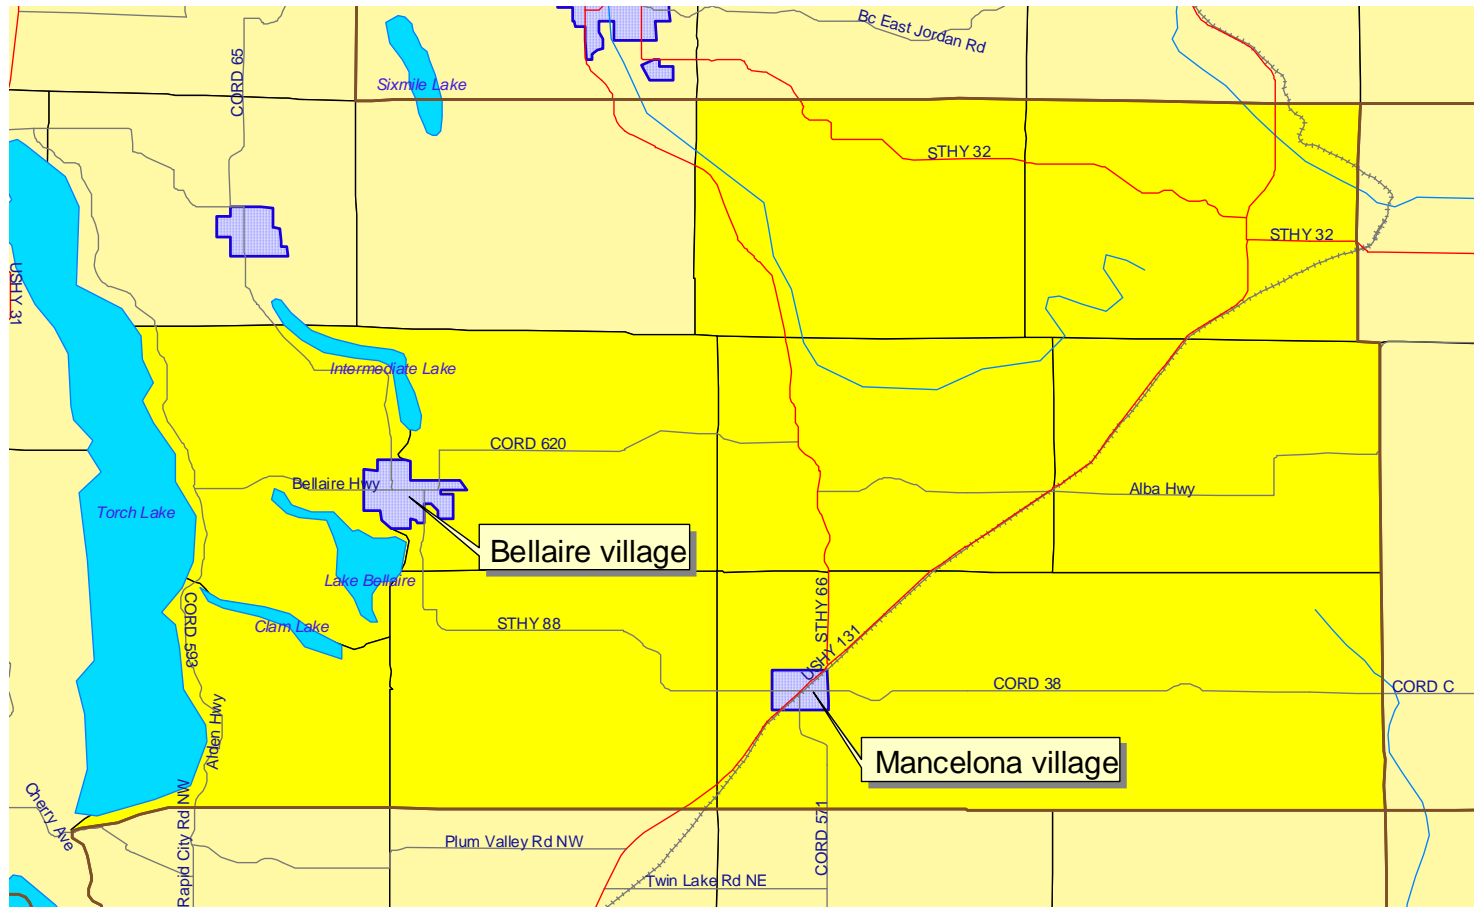 Bc East Jordan Rd
CORD 65
Sixmile Lake
STHY 32
STHY 32
USHY 31
Intermediate Lake
CORD 620
Bellaire Hwy
Alba Hwy
Torch Lake
Bellaire village
Lake Bellaire
CORD 593
Clam Lake
STHY 88
STHY 66
USHY 131
CORD 38
CORD C
Alden Hwy
Mancelona village
Cherry Ave
Rapid City Rd NW
Plum Valley Rd NW
CORD 571
Twin Lake Rd NE